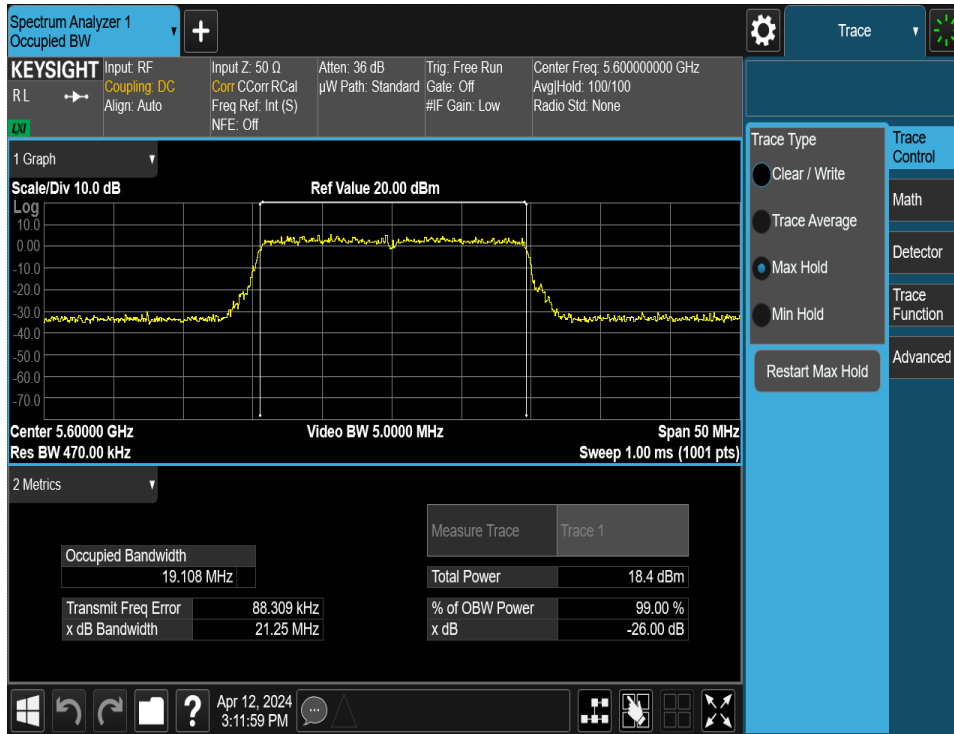 Spectrum Analyzer 1
Occupied BW
+
Trace
KEYSIGHT
R L
LXI
Input: RF
Coupling: DC
Align: Auto
Input Z: 50 Ω
Corr CCorr RCal
Freq Ref: Int (S)
NFE: Off
Atten: 36 dB
µW Path: Standard
Trig: Free Run
Gate: Off
#IF Gain: Low
Center Freq: 5.600000000 GHz
Avg|Hold: 100/100
Radio Std: None
1 Graph
Scale/Div 10.0 dB
Ref Value 20.00 dBm
Log
10.0
0.00
-10.0
-20.0
-30.0
-40.0
-50.0
-60.0
-70.0
Center 5.60000 GHz
Video BW 5.0000 MHz
Span 50 MHz
Res BW 470.00 kHz
Sweep 1.00 ms (1001 pts)
2 Metrics
Measure Trace
Trace 1
Occupied Bandwidth
19.108 MHz
Total Power
18.4 dBm
Transmit Freq Error
88.309 kHz
% of OBW Power
99.00 %
x dB Bandwidth
21.25 MHz
x dB
-26.00 dB
Trace Type
Clear / Write
Trace Average
Max Hold
Min Hold
Restart Max Hold
Trace
Control
Math
Detector
Trace
Function
Advanced
?
Apr 12, 2024
3:11:59 PM